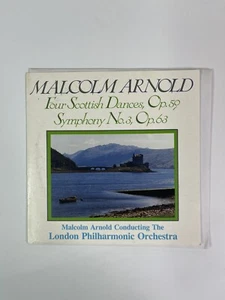 MALCOLM ARNOLD
Four Scottish Dances, Op.59
Symphony No.3, Op.63
Malcolm Arnold Conducting The
London Philharmonic Orchestra